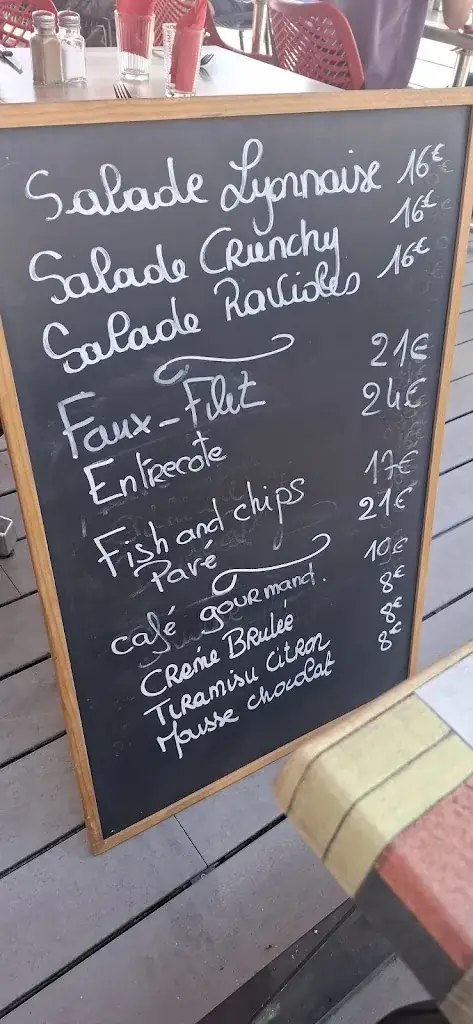 Salade Lyonnaise 16€
Salade Crunchy 16€
Salade Ravioles 16€
Faux-Filet 21€
Entrecote 24€
Fish and chips 17€
Pavé 21€
café gourmand. 10€
Creme Brulée 8€
Tiramisu Citron 8€
Mousse chocolat 8€